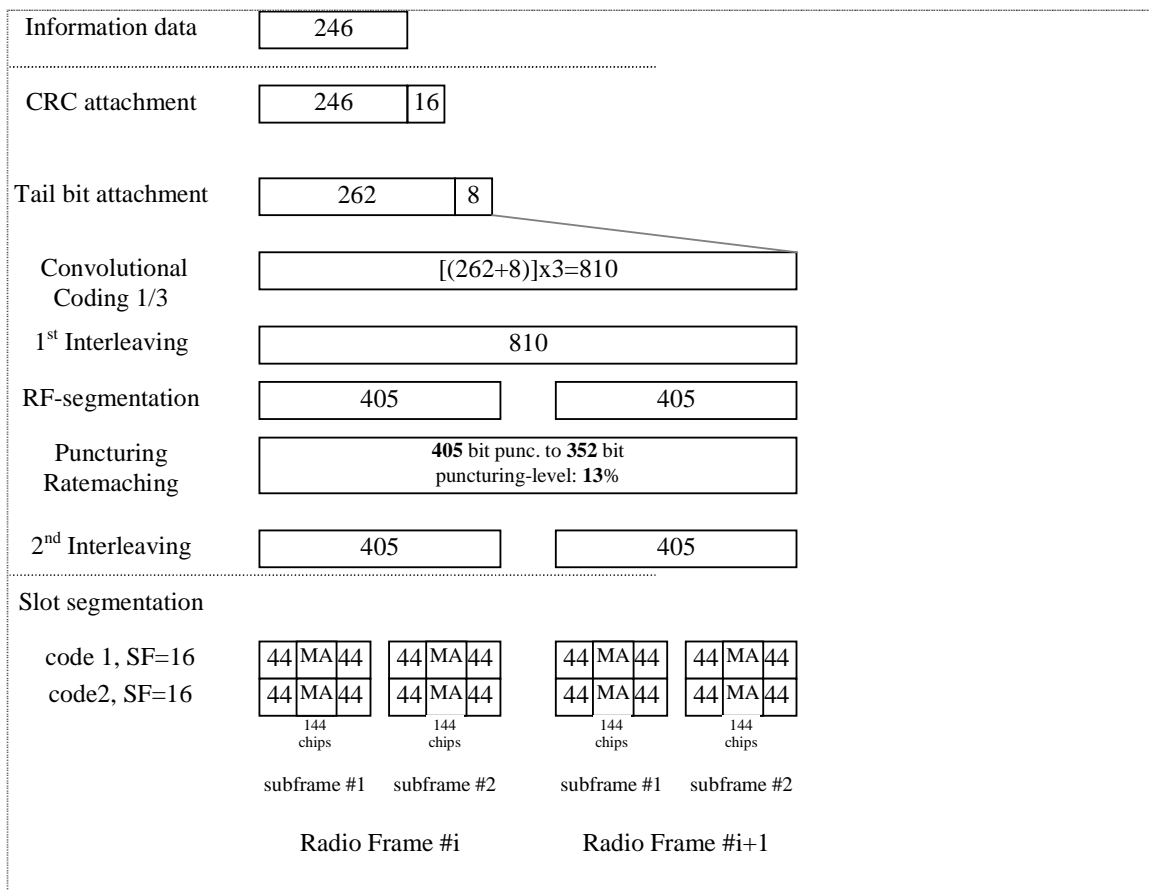 Information data 246
CRC attachment 246 16
Tail bit attachment 262 8
Convolutional
Coding 1/3
[(262+8)]x3=810
1st Interleaving 810
RF-segmentation 405 405
Puncturing
Ratemaching
405 bit punc. to 352 bit
puncturing-level: 13%
2nd Interleaving 405 405
Slot segmentation
code 1, SF=16 44 MA 44 44 MA 44 44 MA 44 44 MA 44
code2, SF=16 44 MA 44 44 MA 44 44 MA 44 44 MA 44
144 144 144 144
chips chips chips chips
subframe #1 subframe #2 subframe #1 subframe #2
Radio Frame #i Radio Frame #i+1